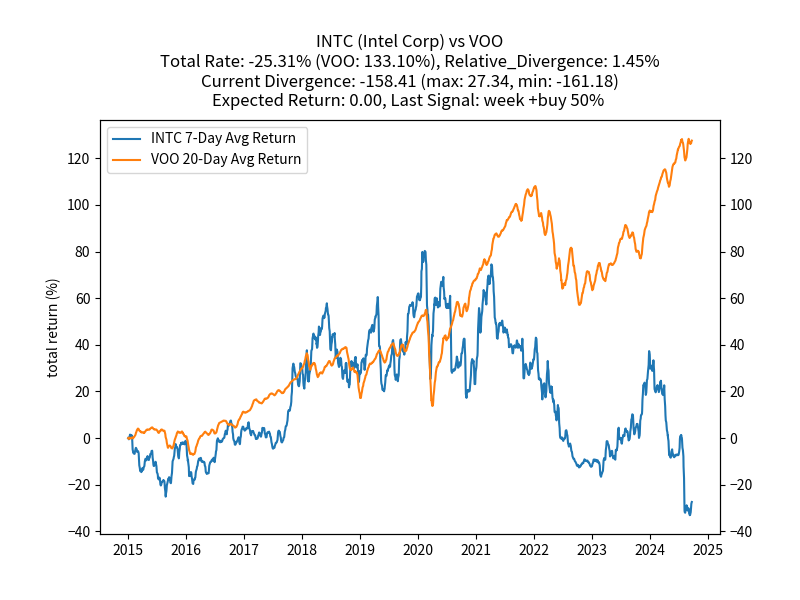 INTC (Intel Corp) vs VOO
Total Rate: -25.31% (VOO: 133.10%), Relative_Divergence: 1.45%
Current Divergence: -158.41 (max: 27.34, min: -161.18)
Expected Return: 0.00, Last Signal: week +buy 50%
INTC 7-Day Avg Return
VOO 20-Day Avg Return
total return (%)
120
100
80
60
40
20
0
−20
−40
120
100
80
60
40
20
0
−20
−40
2015 2016 2017 2018 2019 2020 2021 2022 2023 2024 2025